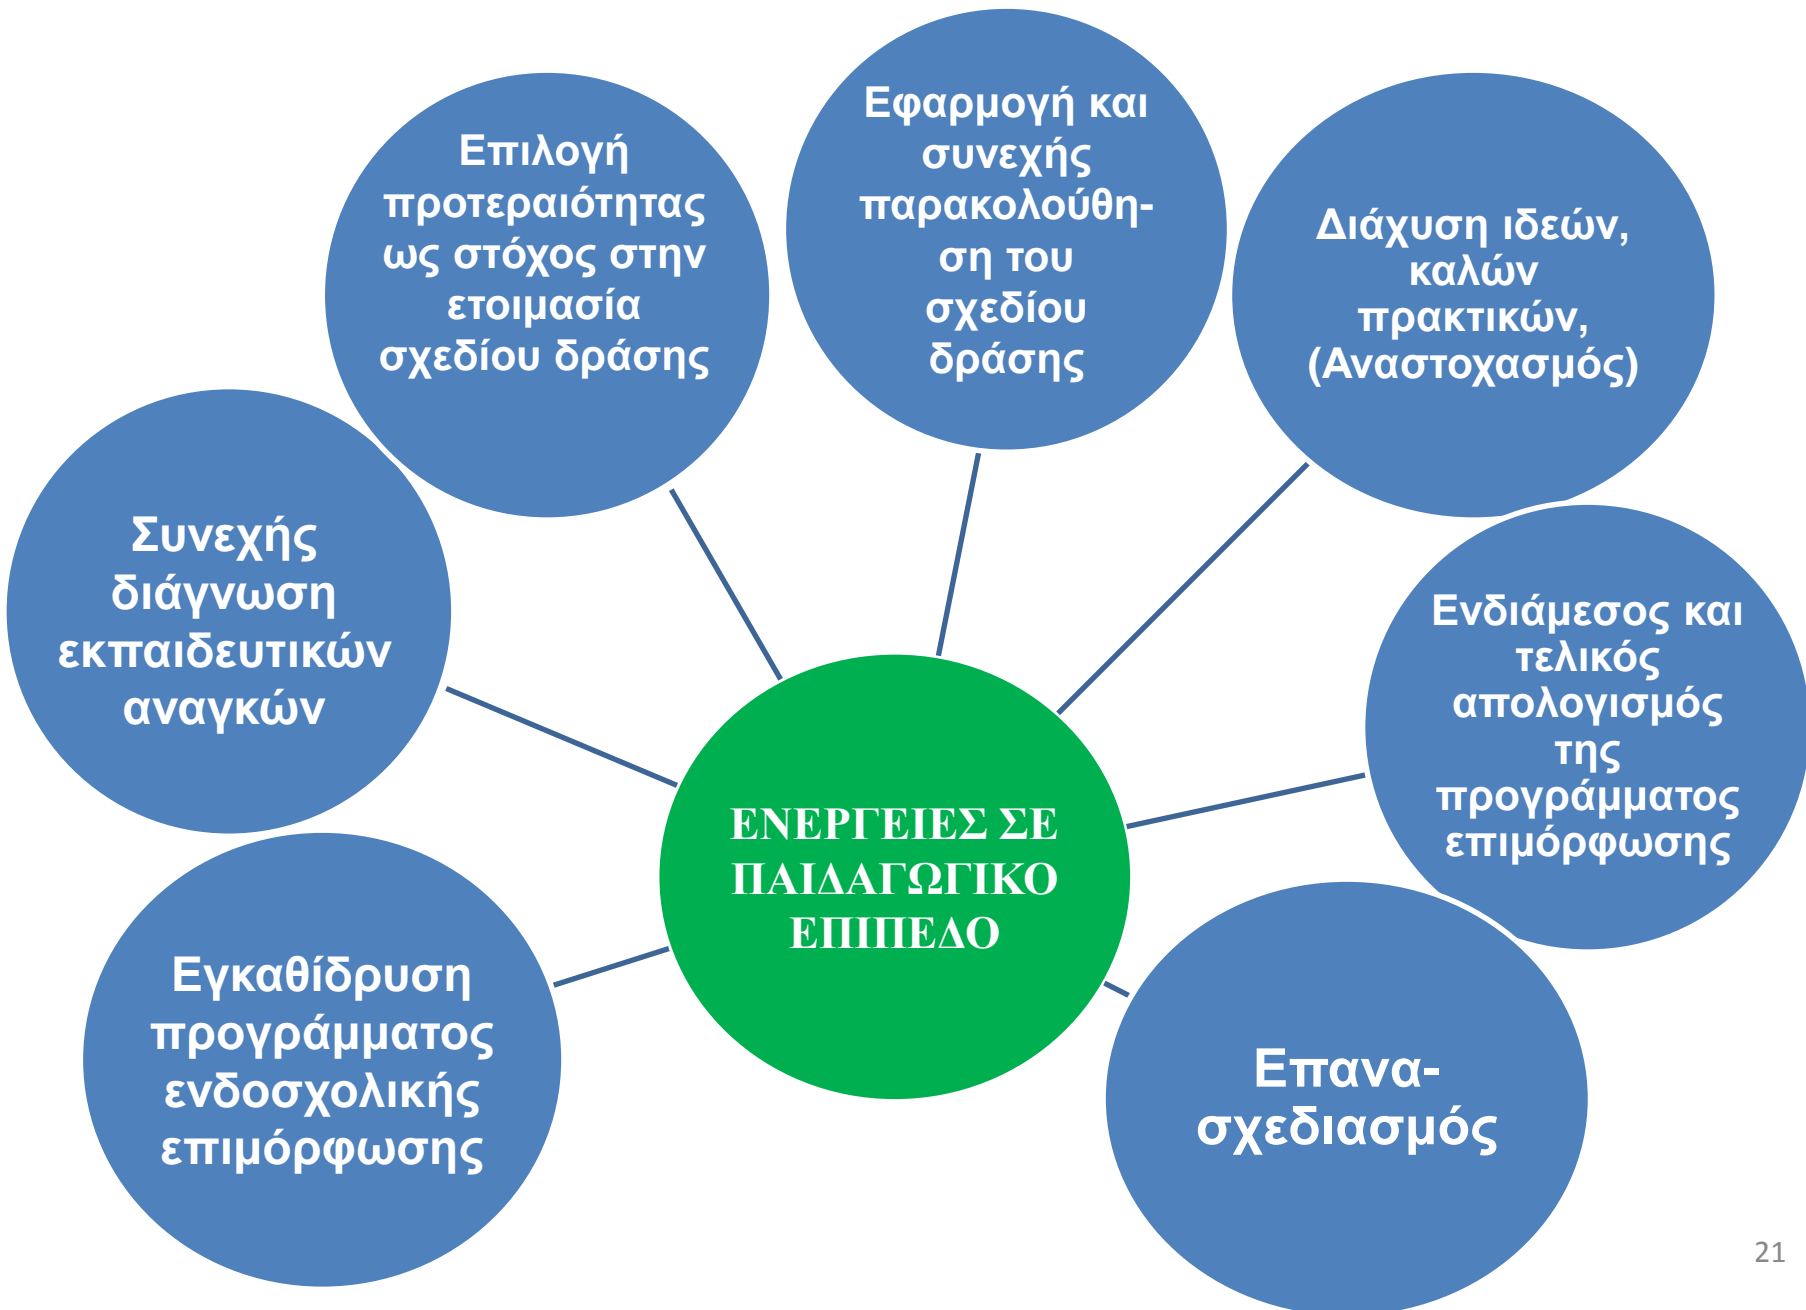 Εφαρμογή και
συνεχής
παρακολούθη-
ση του
σχεδίου
δράσης
Επιλογή
προτεραιότητας
ως στόχος στην
ετοιμασία
σχεδίου δράσης
Διάχυση ιδεών,
καλών
πρακτικών,
(Αναστοχασμός)
Συνεχής
διάγνωση
εκπαιδευτικών
αναγκών
Ενδιάμεσος και
τελικός
απολογισμός
της
προγράμματος
επιμόρφωσης
ΕΝΕΡΓΕΙΕΣ ΣΕ
ΠΑΙΔΑΓΩΓΙΚΟ
ΕΠΙΠΕΔΟ
Εγκαθίδρυση
προγράμματος
ενδοσχολικής
επιμόρφωσης
Επανα-
σχεδιασμός
21